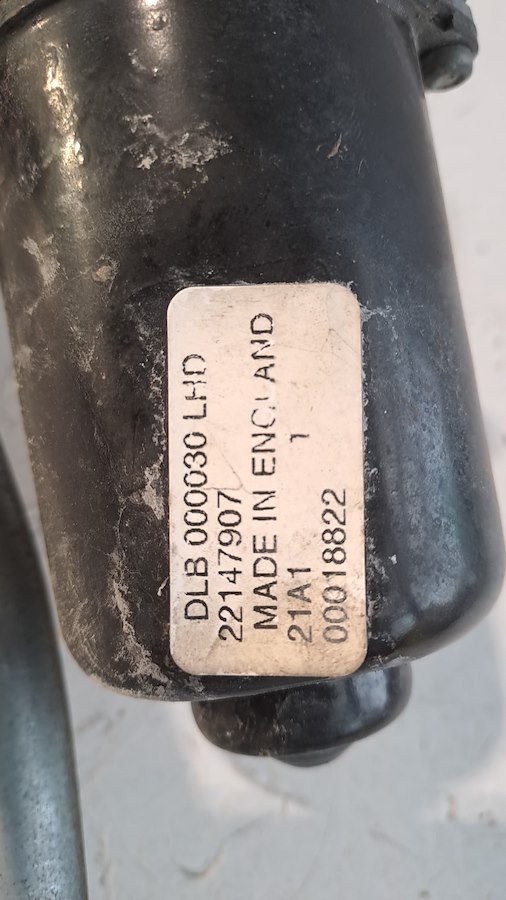 DLB 000030 LHD
22147907
MADE IN ENGLAND
21A1 1
00018822